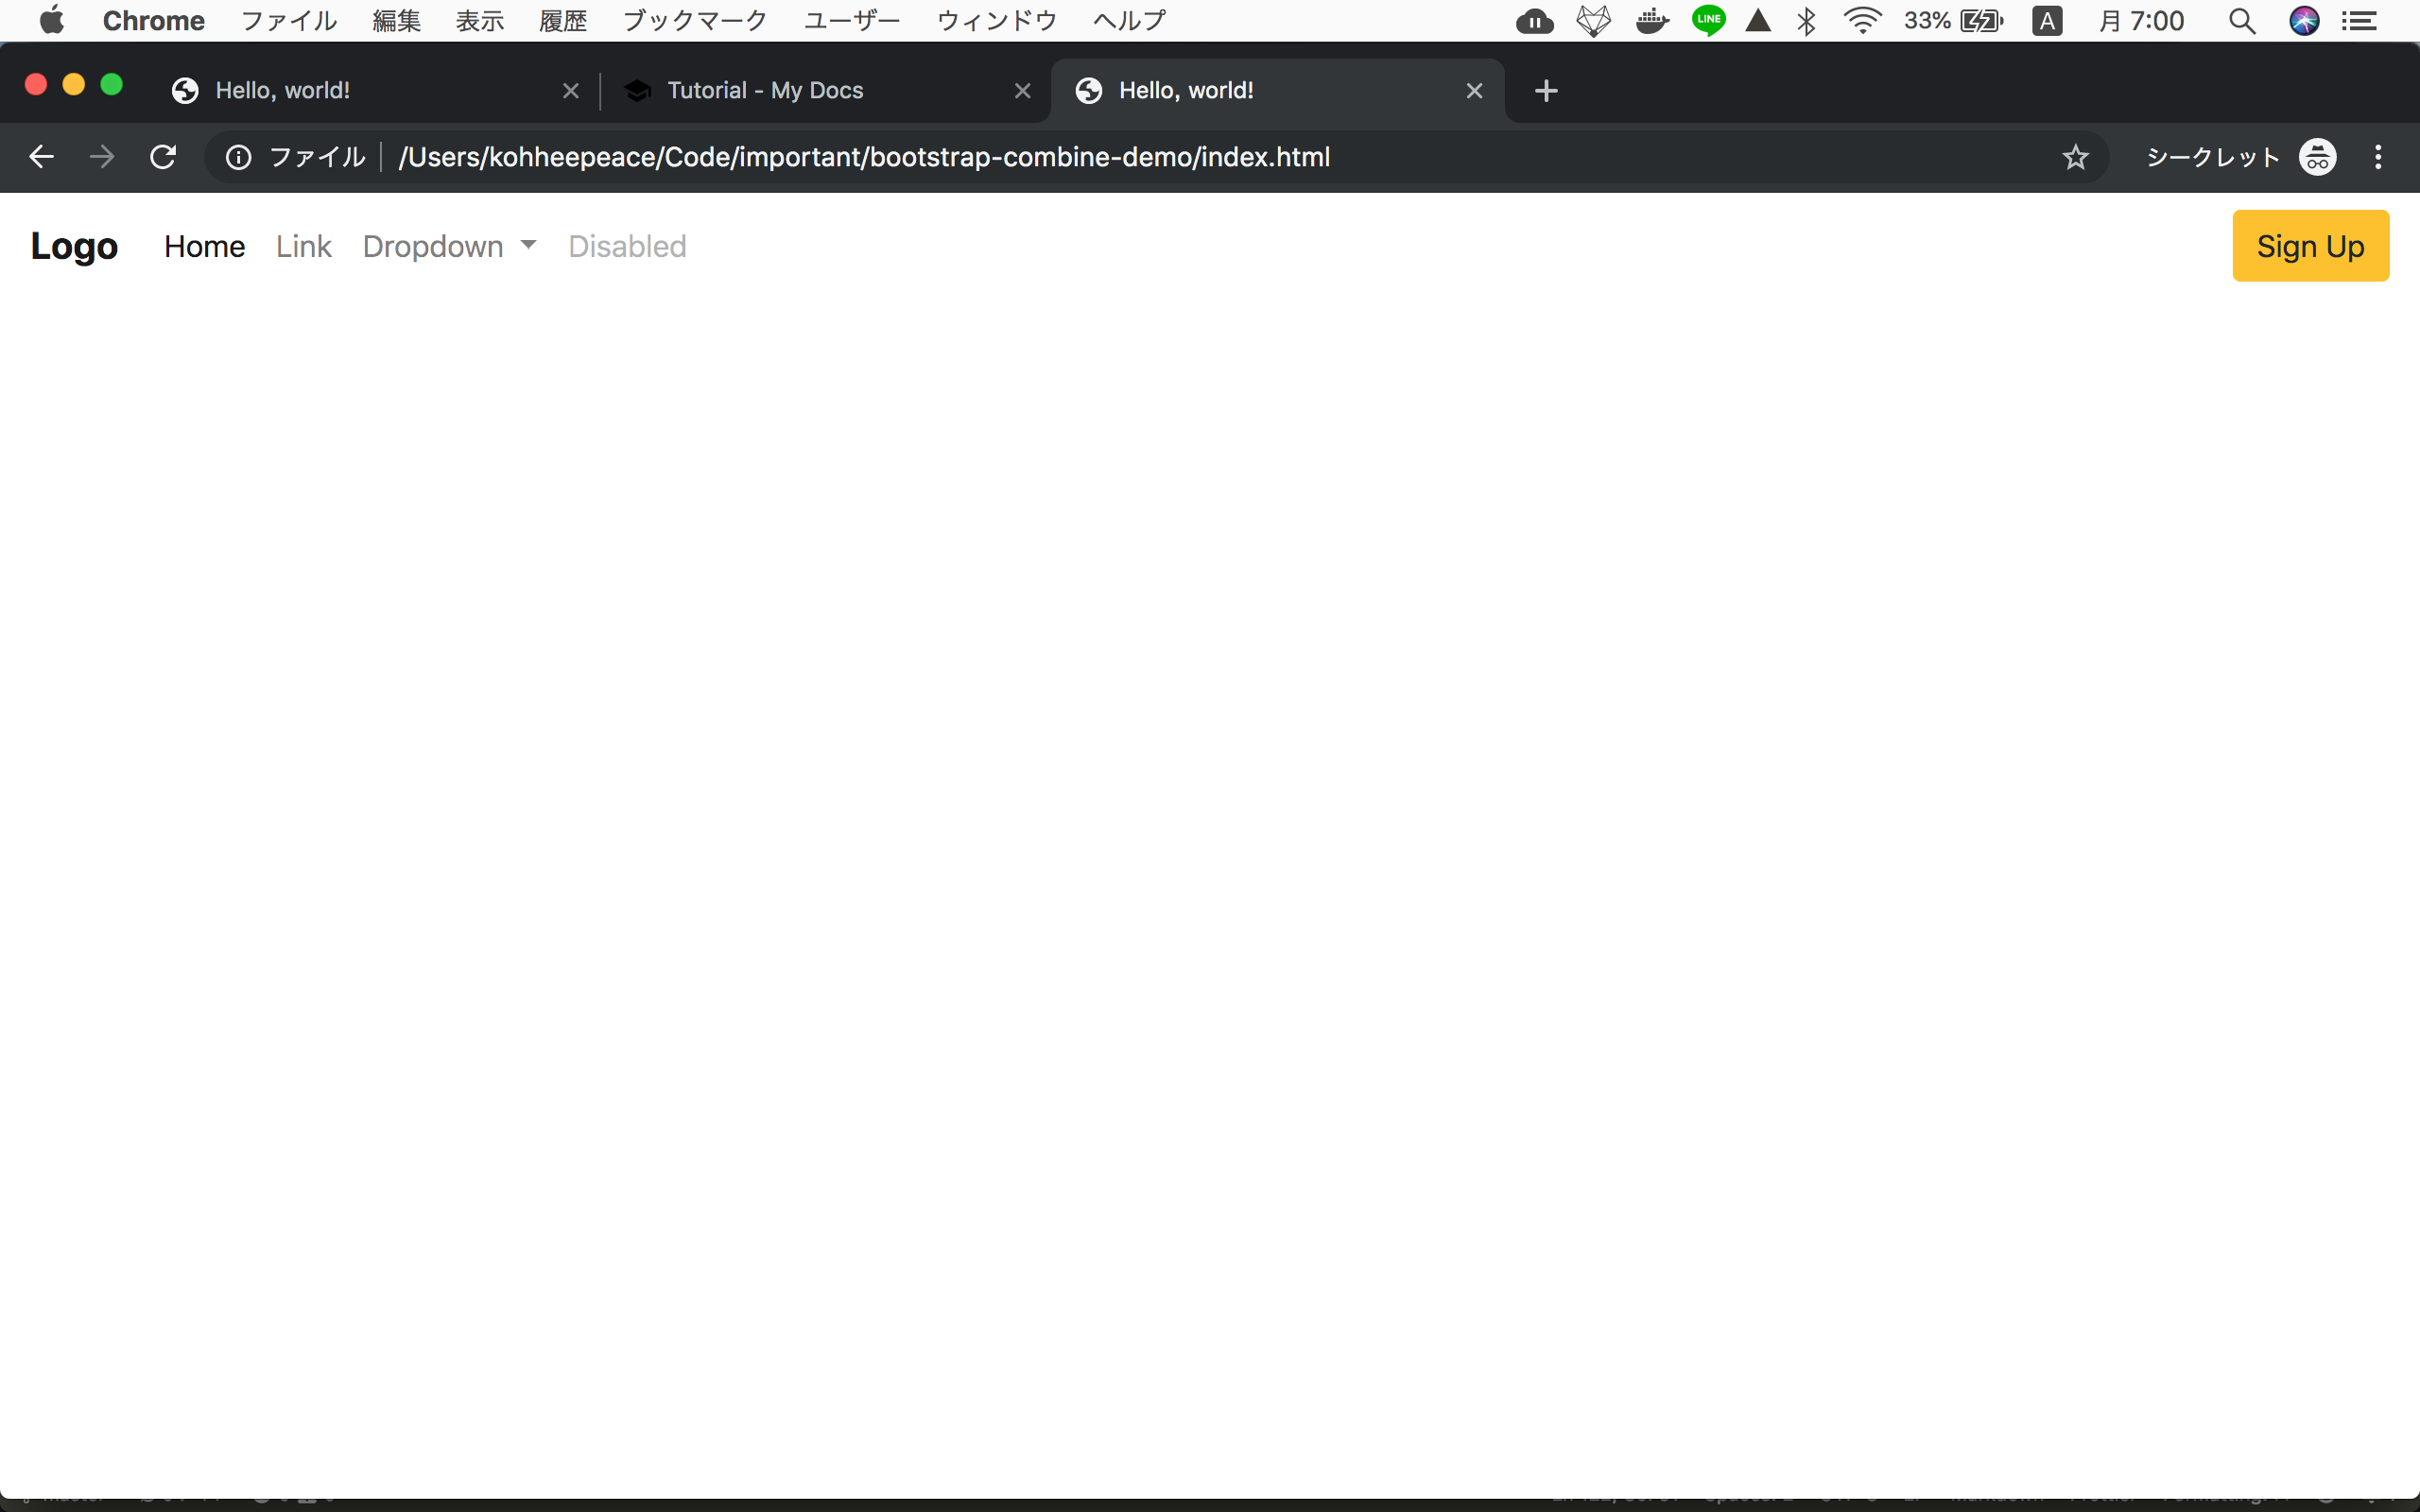 Chrome ファイル 編集 表示 履歴 ブックマーク ユーザー ウィンドウ ヘルプ LINE 33% A 月 7:00
Hello, world! Tutorial - My Docs Hello, world!
ファイル /Users/kohheepeace/Code/important/bootstrap-combine-demo/index.html シークレット
Logo Home Link Dropdown Disabled Sign Up